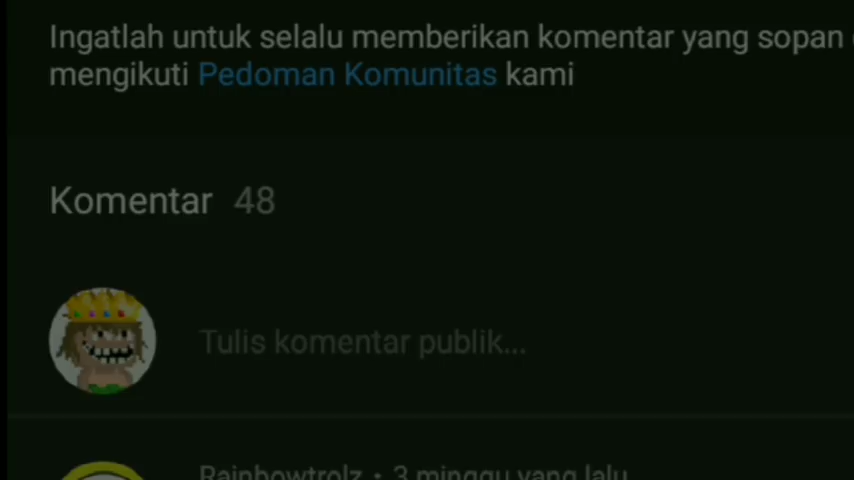 Ingatlah untuk selalu memberikan komentar yang sopan
mengikuti Pedoman Komunitas kami
Komentar 48
Tulis komentar publik...
Rainbowtrolz • 3 minggu yang lalu